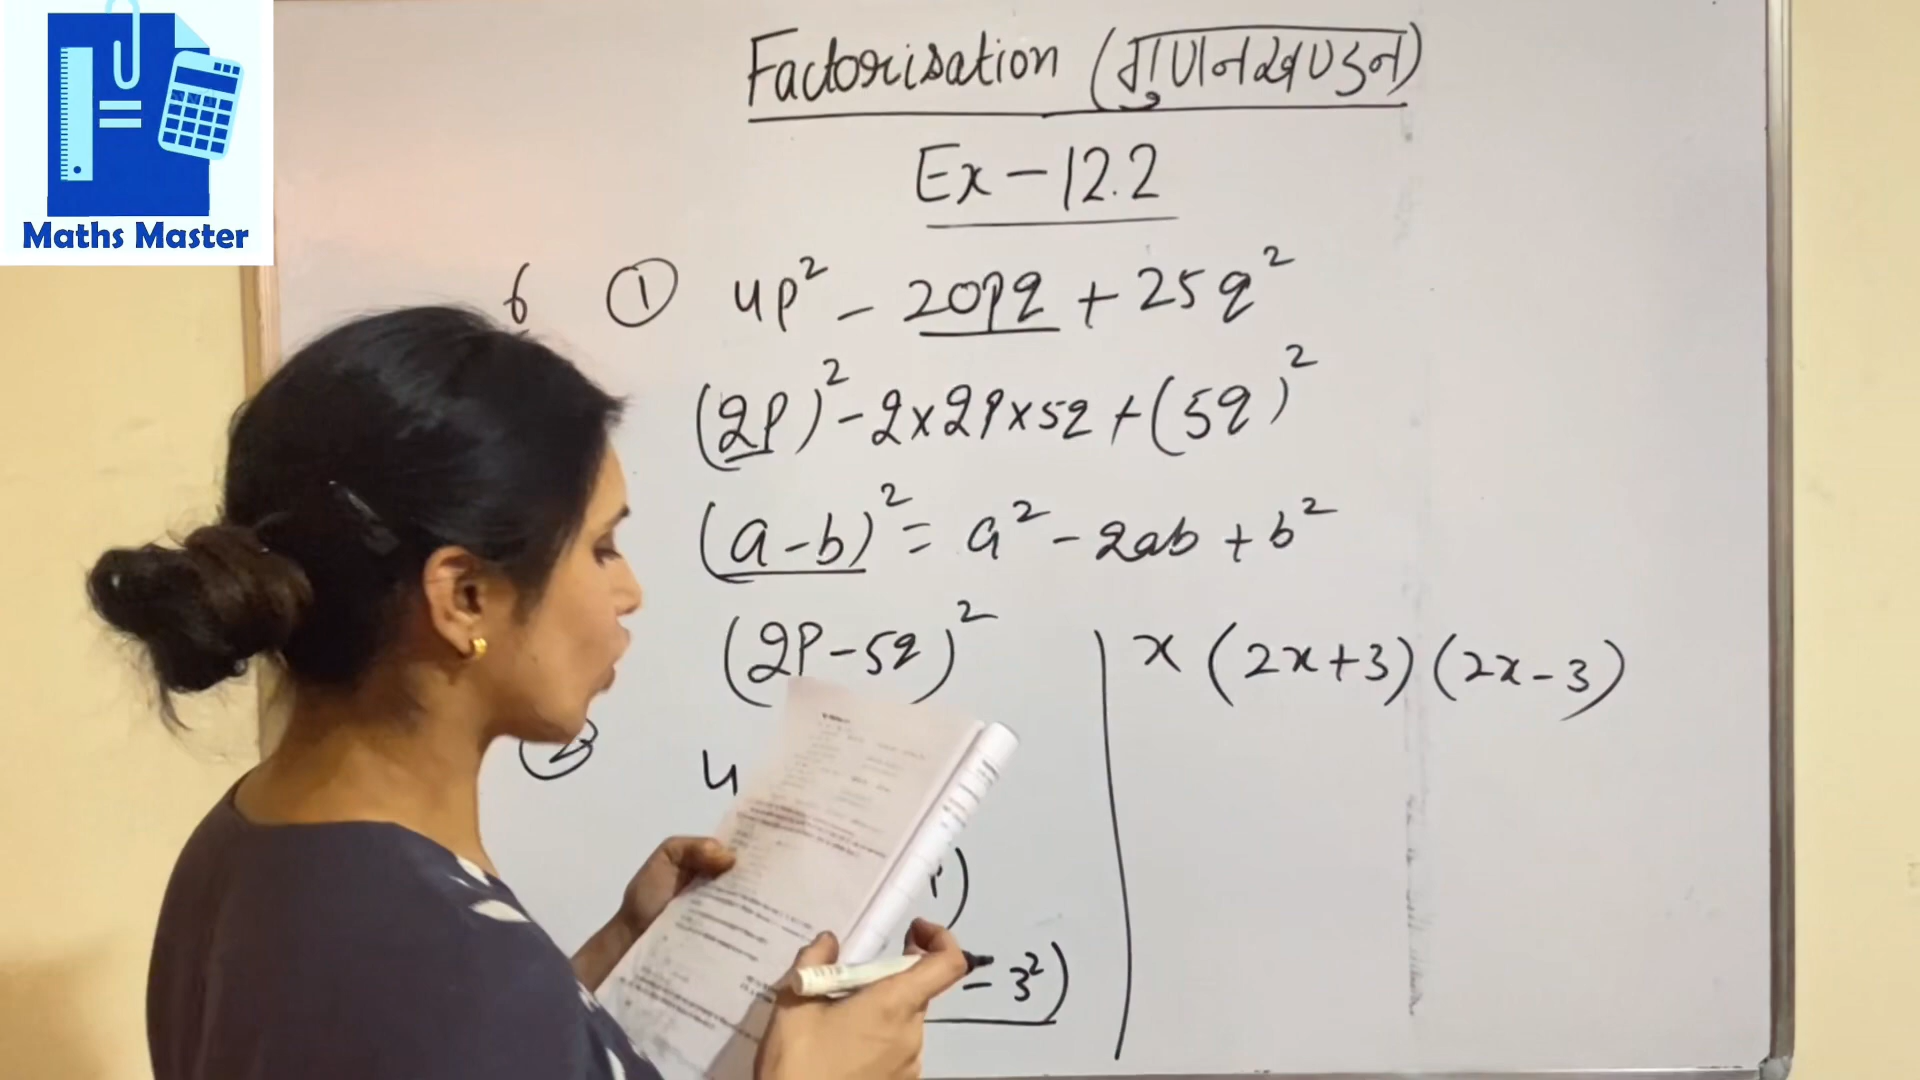 Maths Master
Factorisation (गुणनखण्डन)
Ex - 12.2
6 ① 4p² - 20pq + 25q²
(2p)² - 2 x 2p x 5q + (5q)²
(a - b)² = a² - 2ab + b²
(2p - 5q)²
② 4
- 3²)
x (2x + 3) (2x - 3)